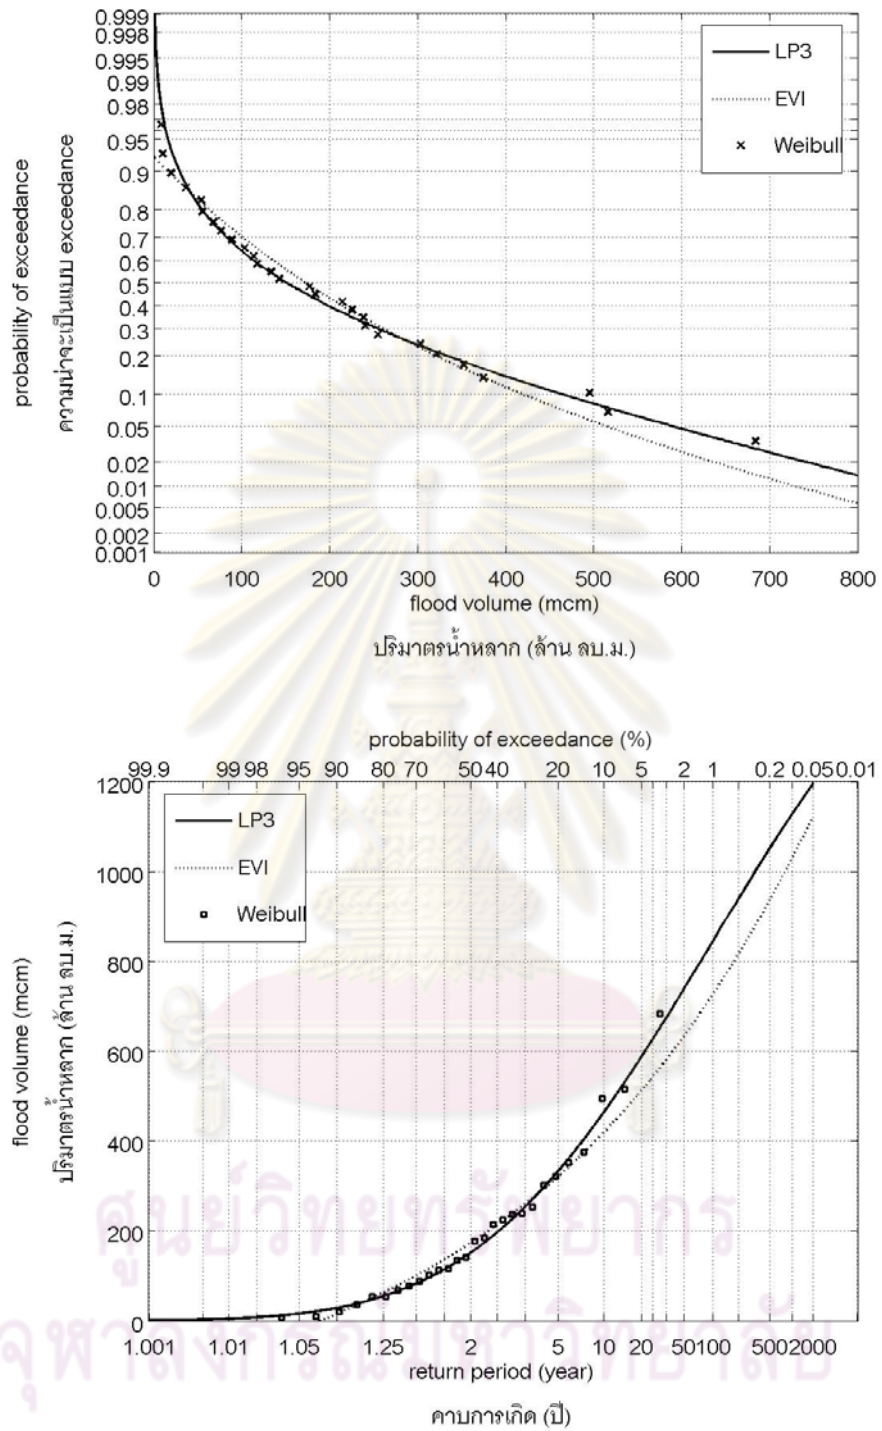 0.999
0.998
0.995
0.99
0.98
0.95
0.9
0.8
0.7
0.6
0.5
0.4
0.3
0.2
0.1
0.05
0.02
0.01
0.005
0.002
0.001
probability of exceedance
ความน่าจะเป็นแบบ exceedance
LP3
EVI
Weibull
0 100 200 300 400 500 600 700 800
flood volume (mcm)
ปริมาตรน้ำหลาก (ล้าน ลบ.ม.)
probability of exceedance (%)
99.9 99 98 95 90 80 70 50 40 20 10 5 2 1 0.2 0.05 0.01
1200
1000
800
600
400
200
0
flood volume (mcm)
ปริมาตรน้ำหลาก (ล้าน ลบ.ม.)
LP3
EVI
Weibull
1.001 1.01 1.05 1.25 2 5 10 20 50 100 500 2000
return period (year)
คาบการเกิด (ปี)
ศูนย์วิทยทรัพยากร
จุฬาลงกรณ์มหาวิทยาลัย